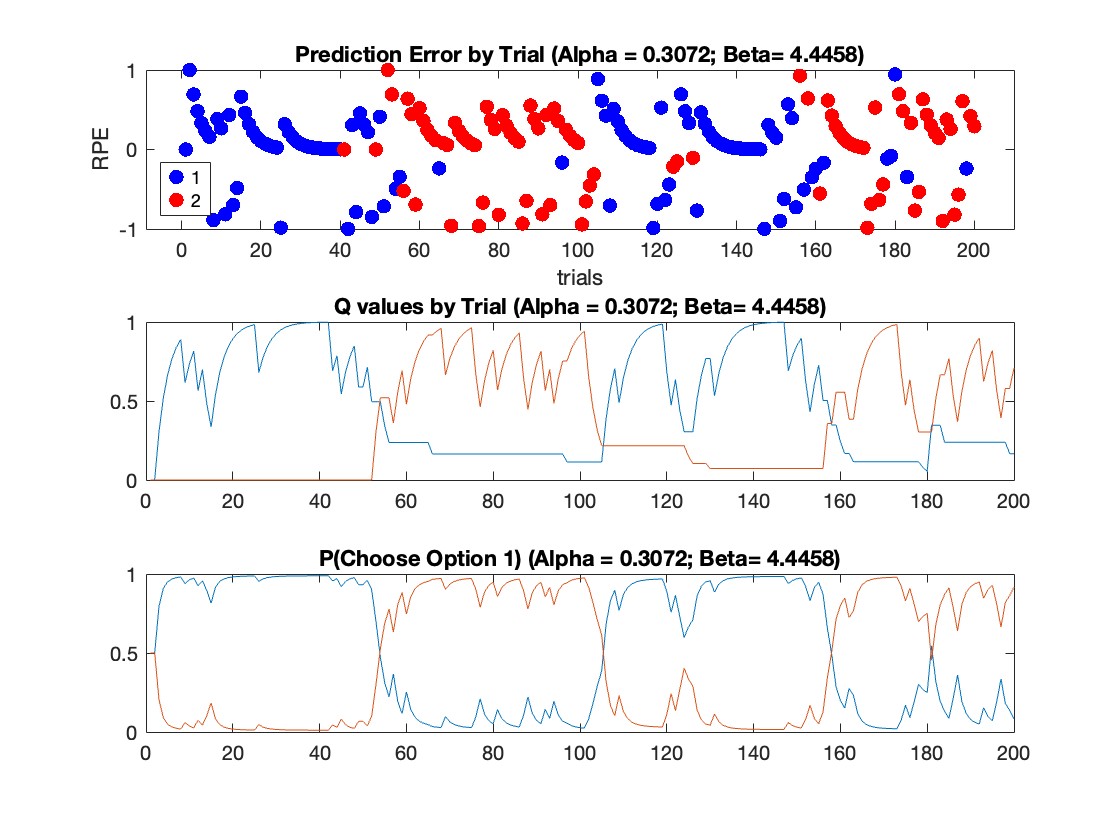 Prediction Error by Trial (Alpha = 0.3072; Beta= 4.4458)
1
0
-1
RPE
1
2
0 20 40 60 80 100 120 140 160 180 200
trials
Q values by Trial (Alpha = 0.3072; Beta= 4.4458)
1
0.5
0
0 20 40 60 80 100 120 140 160 180 200
P(Choose Option 1) (Alpha = 0.3072; Beta= 4.4458)
1
0.5
0
0 20 40 60 80 100 120 140 160 180 200